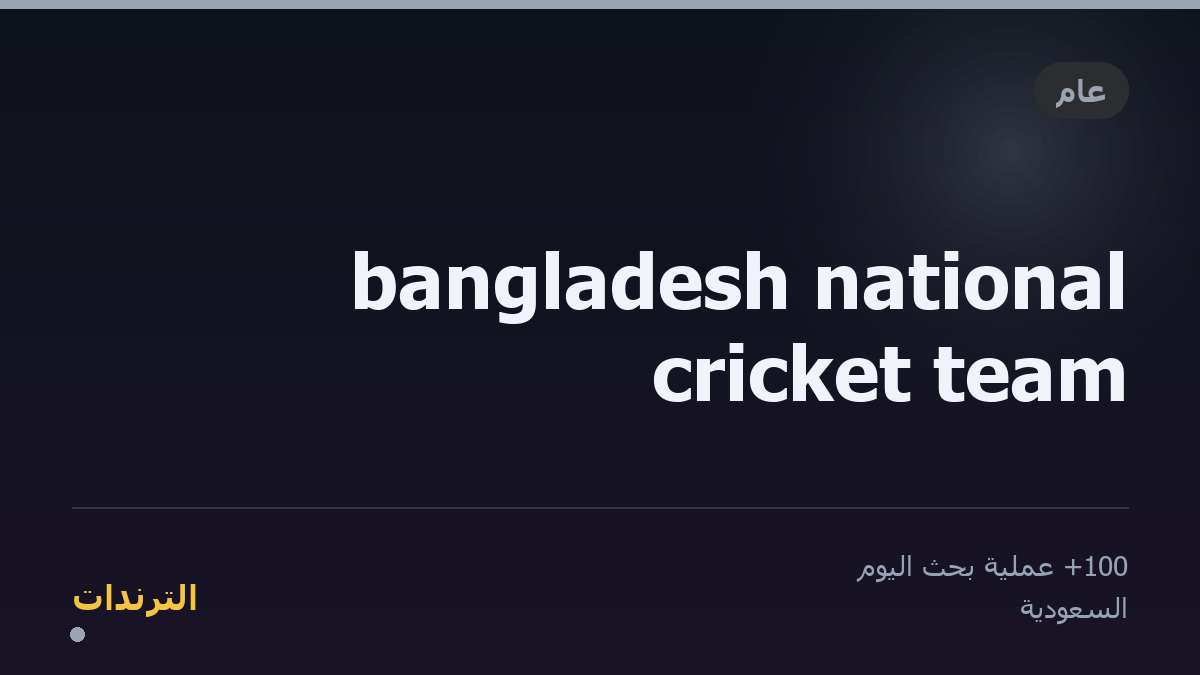 عام
bangladesh national
cricket team
100+ عملية بحث اليوم
السعودية
الترندات